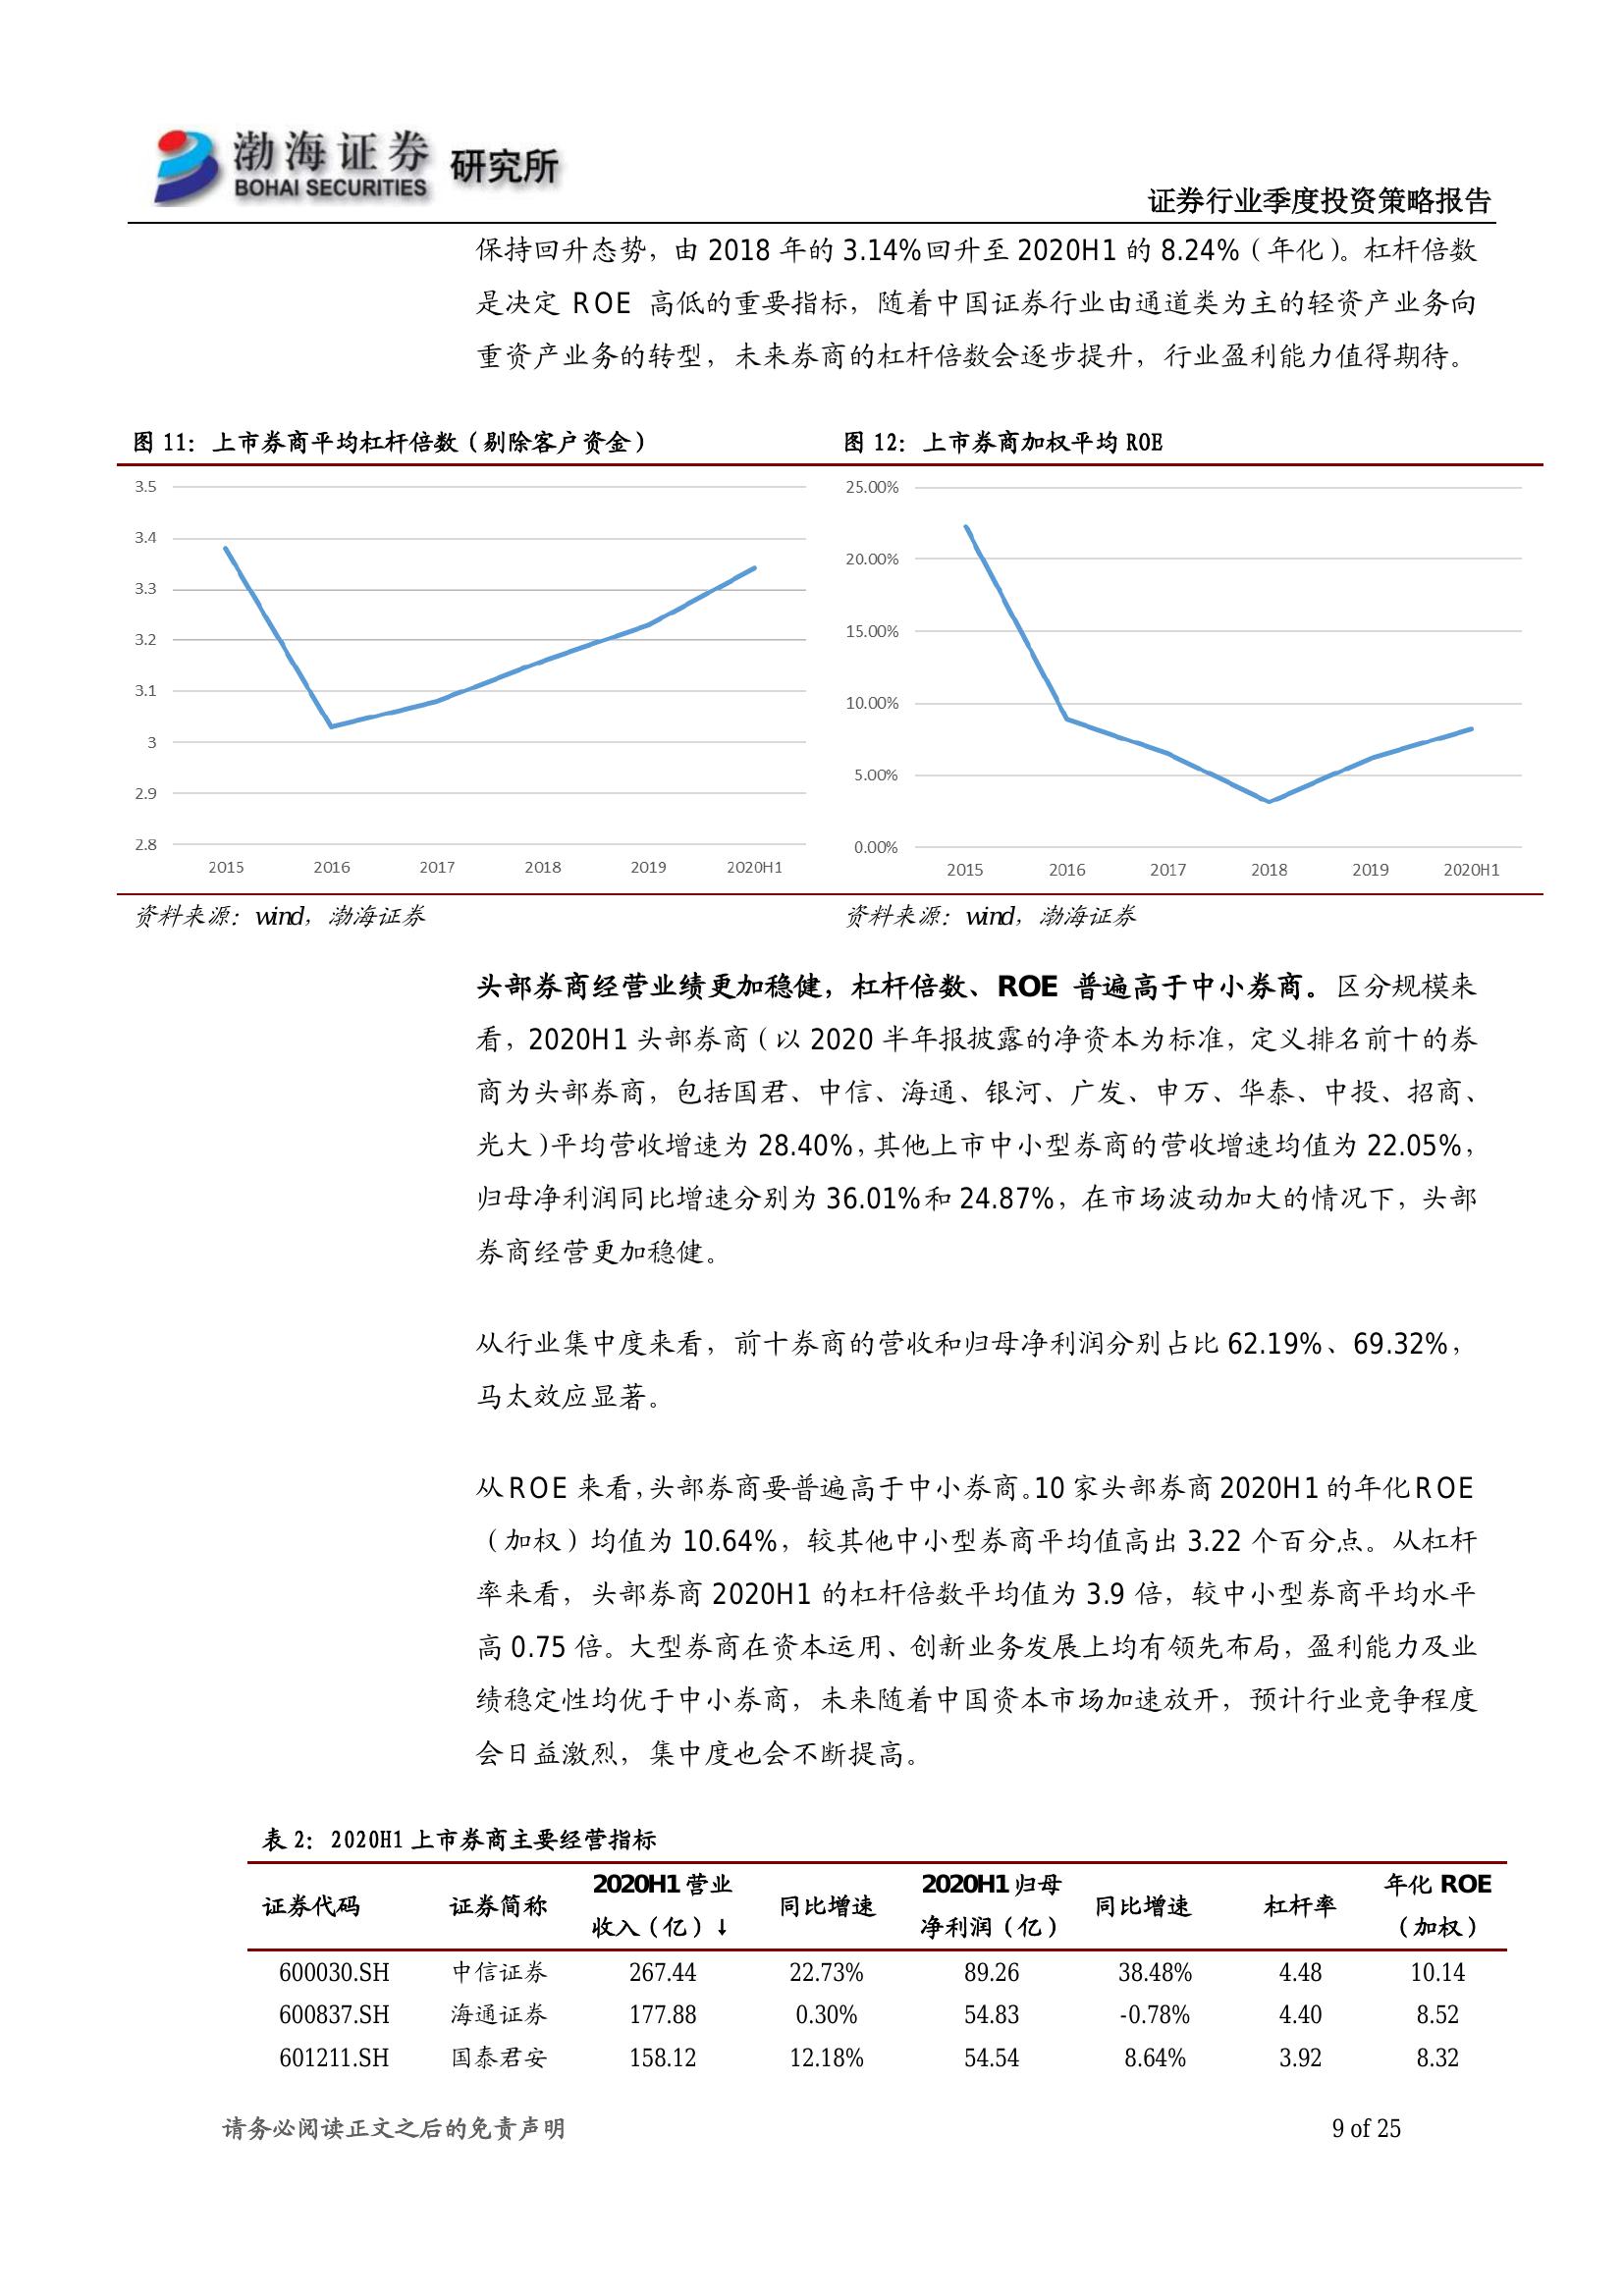 渤海证券 研究所
BOHAI SECURITIES
证券行业季度投资策略报告
保持回升态势，由 2018 年的 3.14%回升至 2020H1 的 8.24%（年化）。杠杆倍数
是决定 ROE 高低的重要指标，随着中国证券行业由通道类为主的轻资产业务向
重资产业务的转型，未来券商的杠杆倍数会逐步提升，行业盈利能力值得期待。
图 11：上市券商平均杠杆倍数（剔除客户资金）
3.5
3.4
3.3
3.2
3.1
3
2.9
2.8
2015 2016 2017 2018 2019 2020H1
资料来源：wind，渤海证券
图 12：上市券商加权平均 ROE
25.00%
20.00%
15.00%
10.00%
5.00%
0.00%
2015 2016 2017 2018 2019 2020H1
资料来源：wind，渤海证券
头部券商经营业绩更加稳健，杠杆倍数、ROE 普遍高于中小券商。区分规模来
看，2020H1 头部券商（以 2020 半年报披露的净资本为标准，定义排名前十的券
商为头部券商，包括国君、中信、海通、银河、广发、申万、华泰、中投、招商、
光大）平均营收增速为 28.40%，其他上市中小型券商的营收增速均值为 22.05%，
归母净利润同比增速分别为 36.01%和 24.87%，在市场波动加大的情况下，头部
券商经营更加稳健。
从行业集中度来看，前十券商的营收和归母净利润分别占比 62.19%、69.32%，
马太效应显著。
从 ROE 来看，头部券商要普遍高于中小券商。10 家头部券商 2020H1 的年化 ROE
（加权）均值为 10.64%，较其他中小型券商平均值高出 3.22 个百分点。从杠杆
率来看，头部券商 2020H1 的杠杆倍数平均值为 3.9 倍，较中小型券商平均水平
高 0.75 倍。大型券商在资本运用、创新业务发展上均有领先布局，盈利能力及业
绩稳定性均优于中小券商，未来随着中国资本市场加速放开，预计行业竞争程度
会日益激烈，集中度也会不断提高。
表 2：2020H1 上市券商主要经营指标
证券代码 证券简称 2020H1 营业收入（亿）↓ 同比增速 2020H1 归母净利润（亿） 同比增速 杠杆率 年化 ROE（加权）
600030.SH 中信证券 267.44 22.73% 89.26 38.48% 4.48 10.14
600837.SH 海通证券 177.88 0.30% 54.83 -0.78% 4.40 8.52
601211.SH 国泰君安 158.12 12.18% 54.54 8.64% 3.92 8.32
请务必阅读正文之后的免责声明 9 of 25